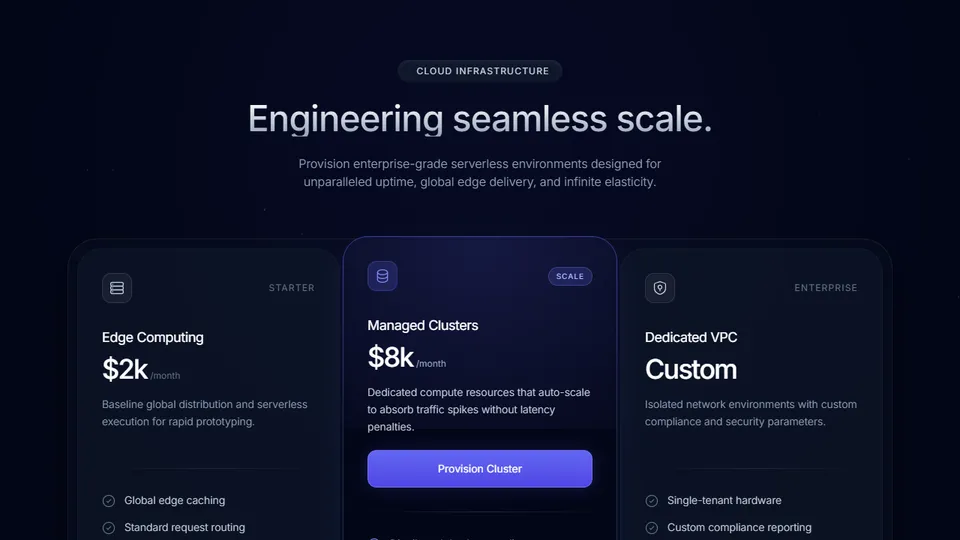 CLOUD INFRASTRUCTURE
Engineering seamless scale.
Provision enterprise-grade serverless environments designed for
unparalleled uptime, global edge delivery, and infinite elasticity.
STARTER
Edge Computing
$2k /month
Baseline global distribution and serverless
execution for rapid prototyping.
Global edge caching
Standard request routing
SCALE
Managed Clusters
$8k /month
Dedicated compute resources that auto-scale
to absorb traffic spikes without latency
penalties.
Provision Cluster
ENTERPRISE
Dedicated VPC
Custom
Isolated network environments with custom
compliance and security parameters.
Single-tenant hardware
Custom compliance reporting